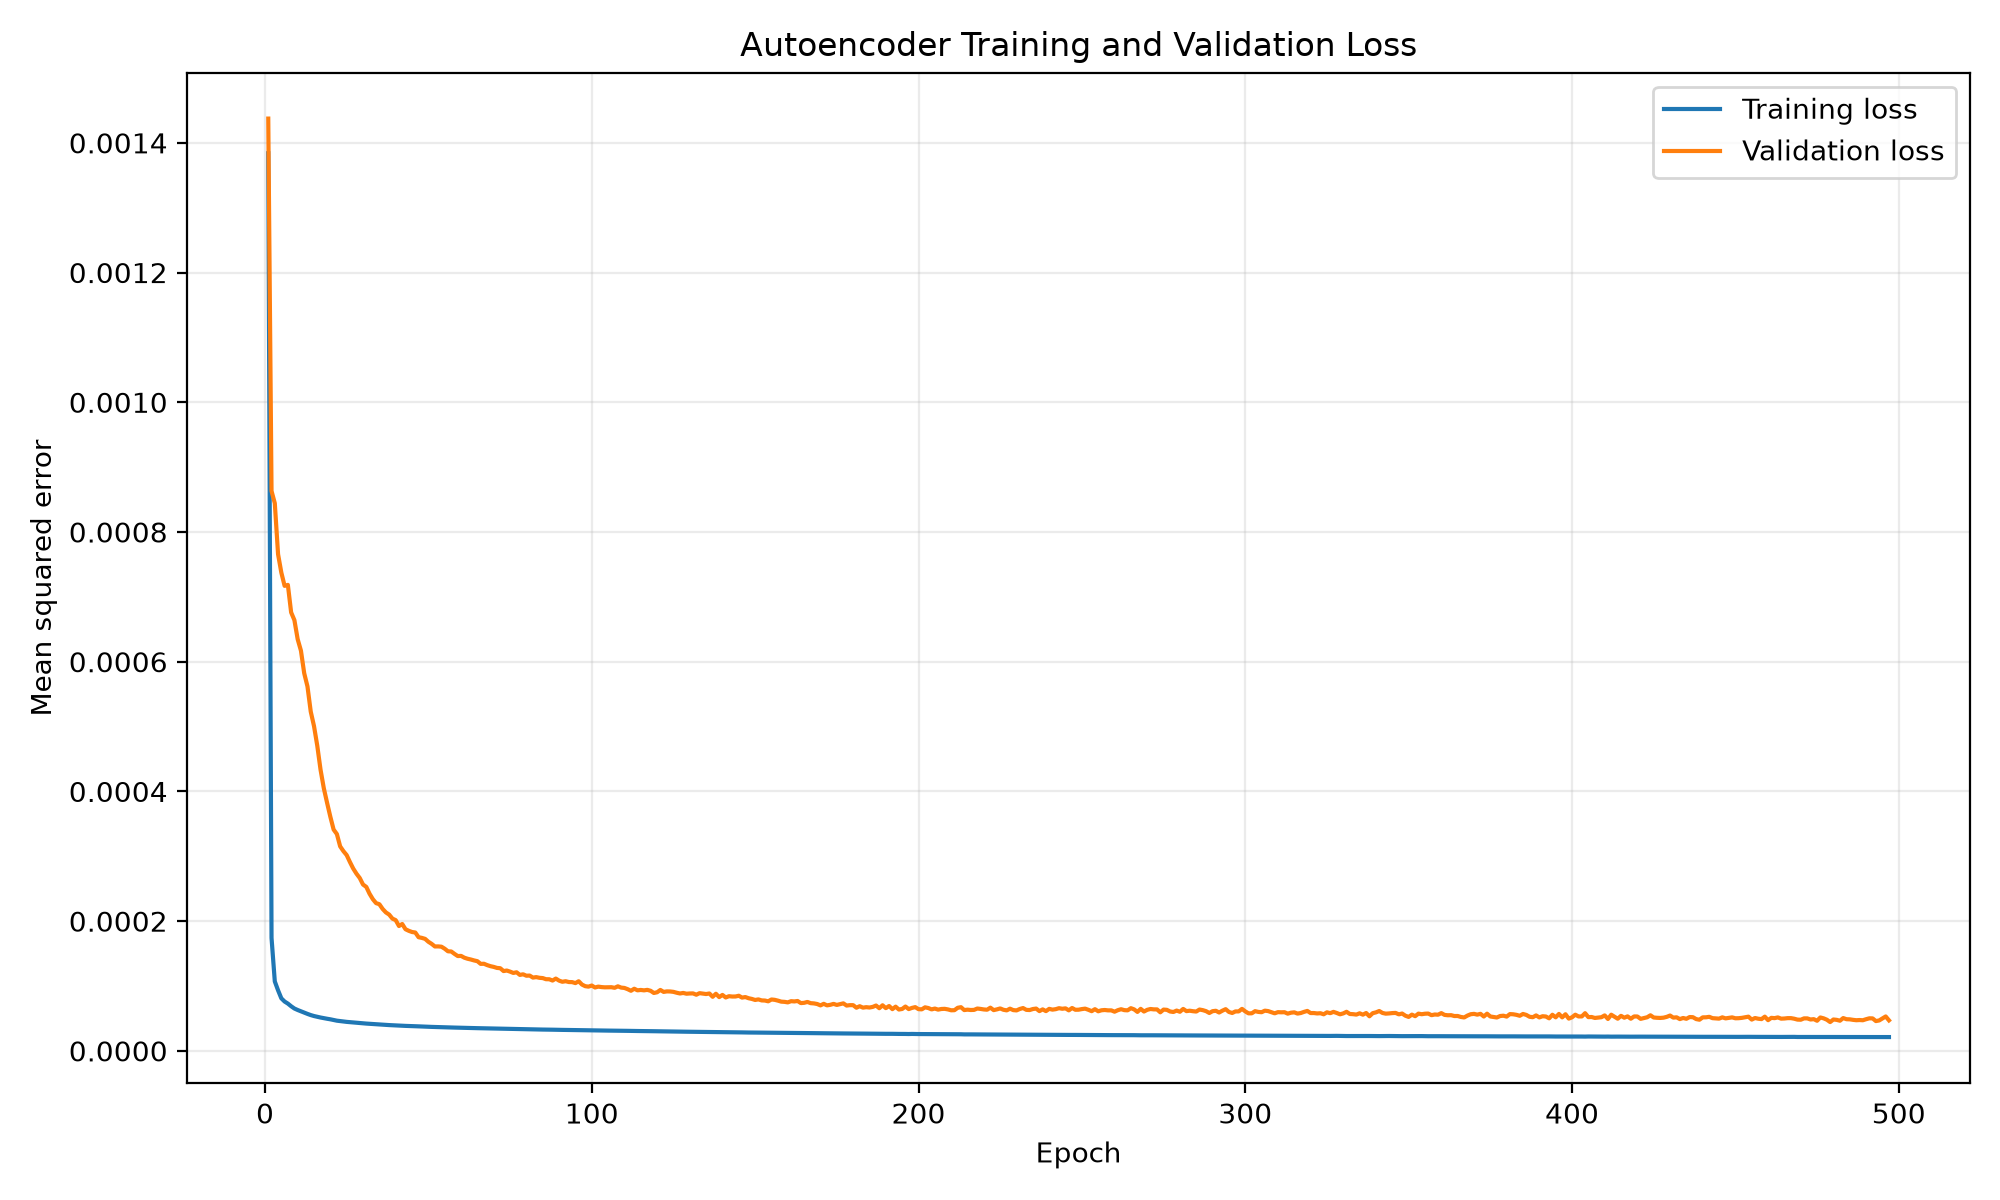 Autoencoder Training and Validation Loss
Training loss
Validation loss
Mean squared error
0.0014
0.0012
0.0010
0.0008
0.0006
0.0004
0.0002
0.0000
0 100 200 300 400 500
Epoch